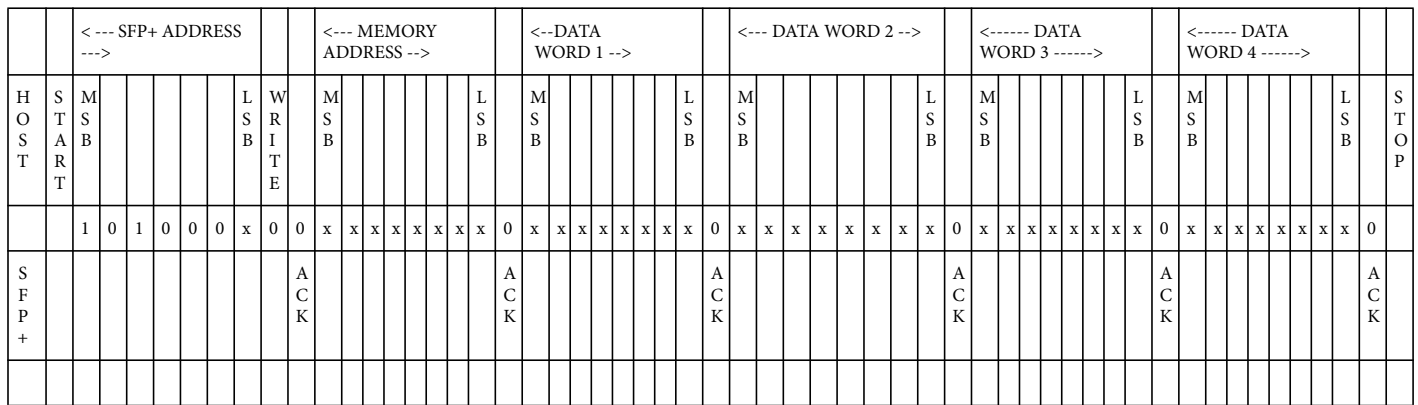 < --- SFP+ ADDRESS
--->
<--- MEMORY
ADDRESS -->
<--DATA
WORD 1 -->
<--- DATA WORD 2 -->
<------ DATA
WORD 3 ------>
<------ DATA
WORD 4 ------>
HOST
START
MSB
LSB
WRITE
MSB
LSB
MSB
LSB
MSB
LSB
MSB
LSB
MSB
LSB
STOP
1 0 1 0 0 0 x 0 0 x x x x x x x x 0 x x x x x x x x 0 x x x x x x x x 0 x x x x x x x x 0 x x x x x x x x 0
SFP+
ACK
ACK
ACK
ACK
ACK
ACK